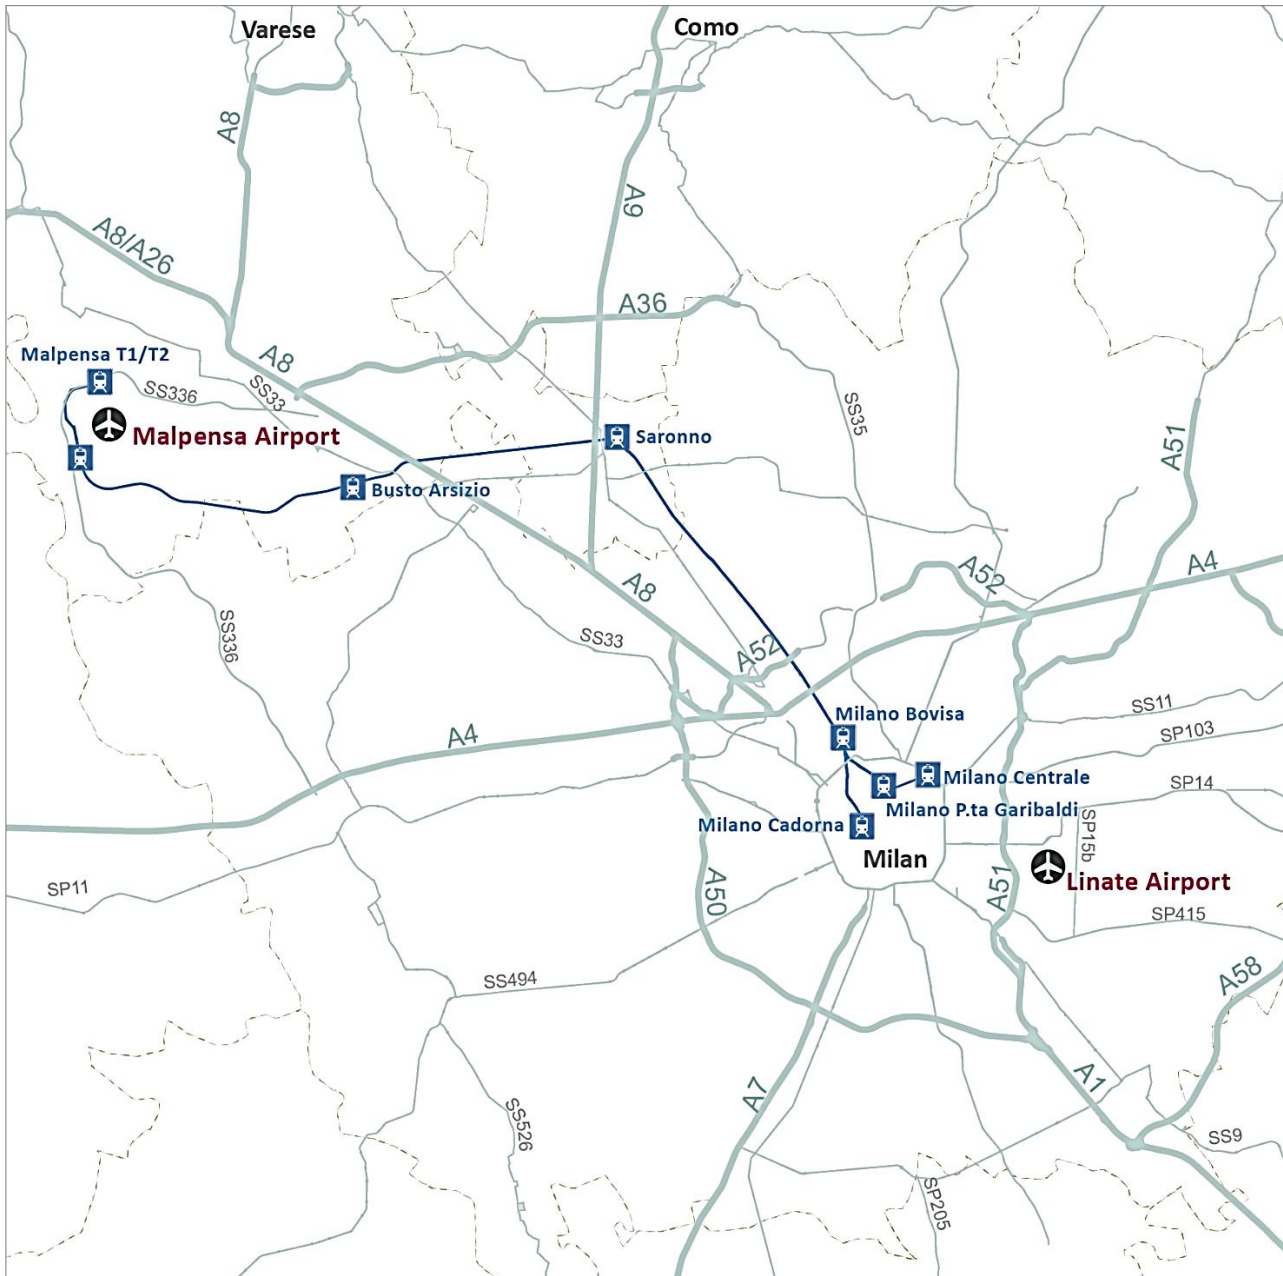 Varese
Como
A8
A9
A8/A26
A36
Malpensa T1/T2
A8
SS336
SS33
SS35
Malpensa Airport
Saronno
A51
Busto Arsizio
A52
A4
A8
SS336
SS33
A52
SS11
Milano Bovisa
SP103
A4
Milano Centrale
SP14
Milano P.ta Garibaldi
Milano Cadorna
SP15b
Milan
Linate Airport
SP11
A50
A51
SP415
SS494
A58
A7
A1
SS526
SS9
SP205